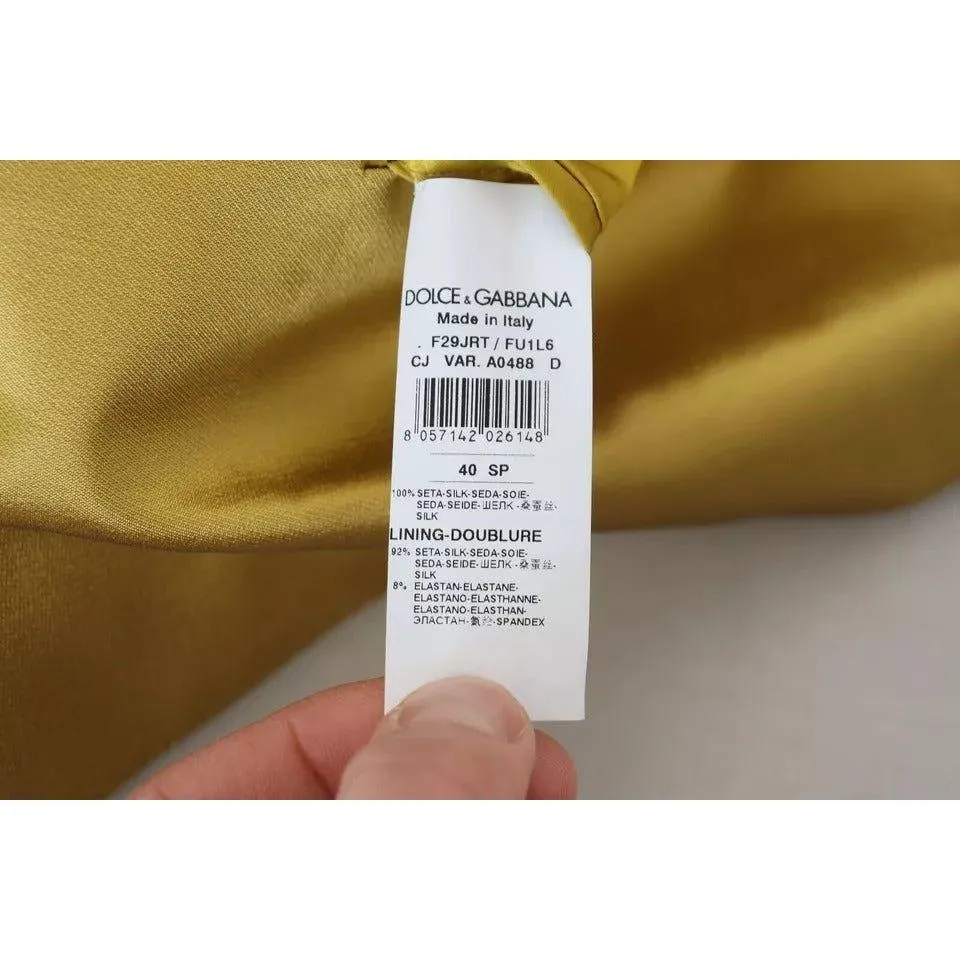 DOLCE & GABBANA
Made in Italy
. F29JRT / FU1L6
CJ VAR. A0488 D
8 057142 026148
40 SP
100% SETA-SILK-SEDA-SOIE-
SEDA-SEIDE-ШЕЛК -桑蚕丝-
SILK
LINING-DOUBLURE
92% SETA-SILK-SEDA-SOIE-
SEDA-SEIDE-ШЕЛК -桑蚕丝-
SILK
8% ELASTAN-ELASTANE-
ELASTANO-ELASTHANNE-
ELASTANO-ELASTHAN-
ЭЛАСТАН-氨纶-SPANDEX